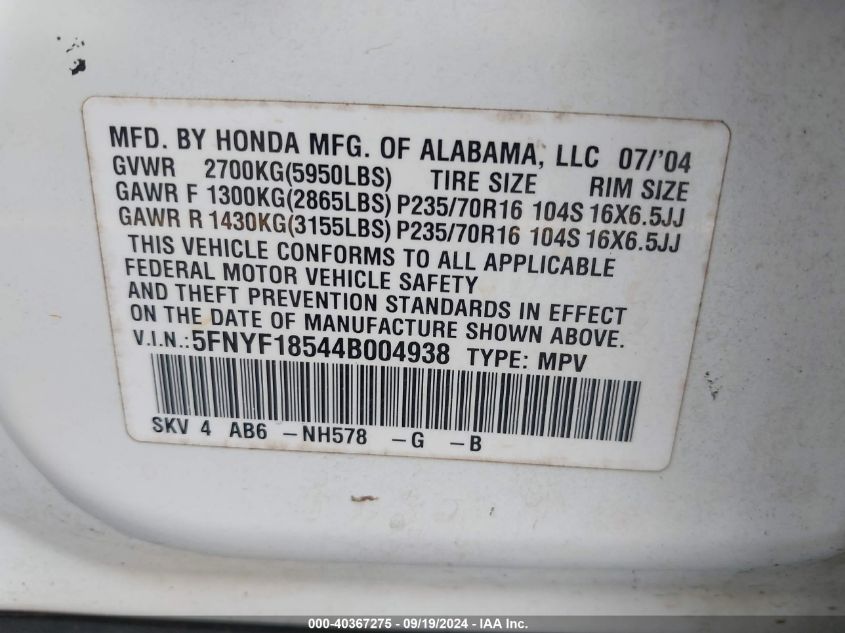 MFD. BY HONDA MFG. OF ALABAMA, LLC 07/'04
GVWR 2700KG(5950LBS) TIRE SIZE RIM SIZE
GAWR F 1300KG(2865LBS) P235/70R16 104S 16X6.5JJ
GAWR R 1430KG(3155LBS) P235/70R16 104S 16X6.5JJ
THIS VEHICLE CONFORMS TO ALL APPLICABLE
FEDERAL MOTOR VEHICLE SAFETY
AND THEFT PREVENTION STANDARDS IN EFFECT
ON THE DATE OF MANUFACTURE SHOWN ABOVE.
V.I.N.:5FNYF18544B004938 TYPE: MPV
SKV 4 AB6 -NH578 -G -B
000-40367275 - 09/19/2024 - IAA Inc.